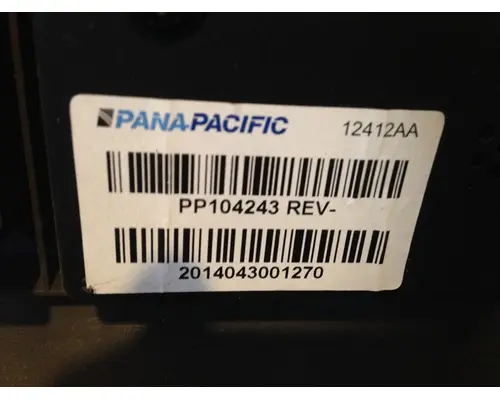 PANA-PACIFIC 12412AA
PP104243 REV-
2014043001270